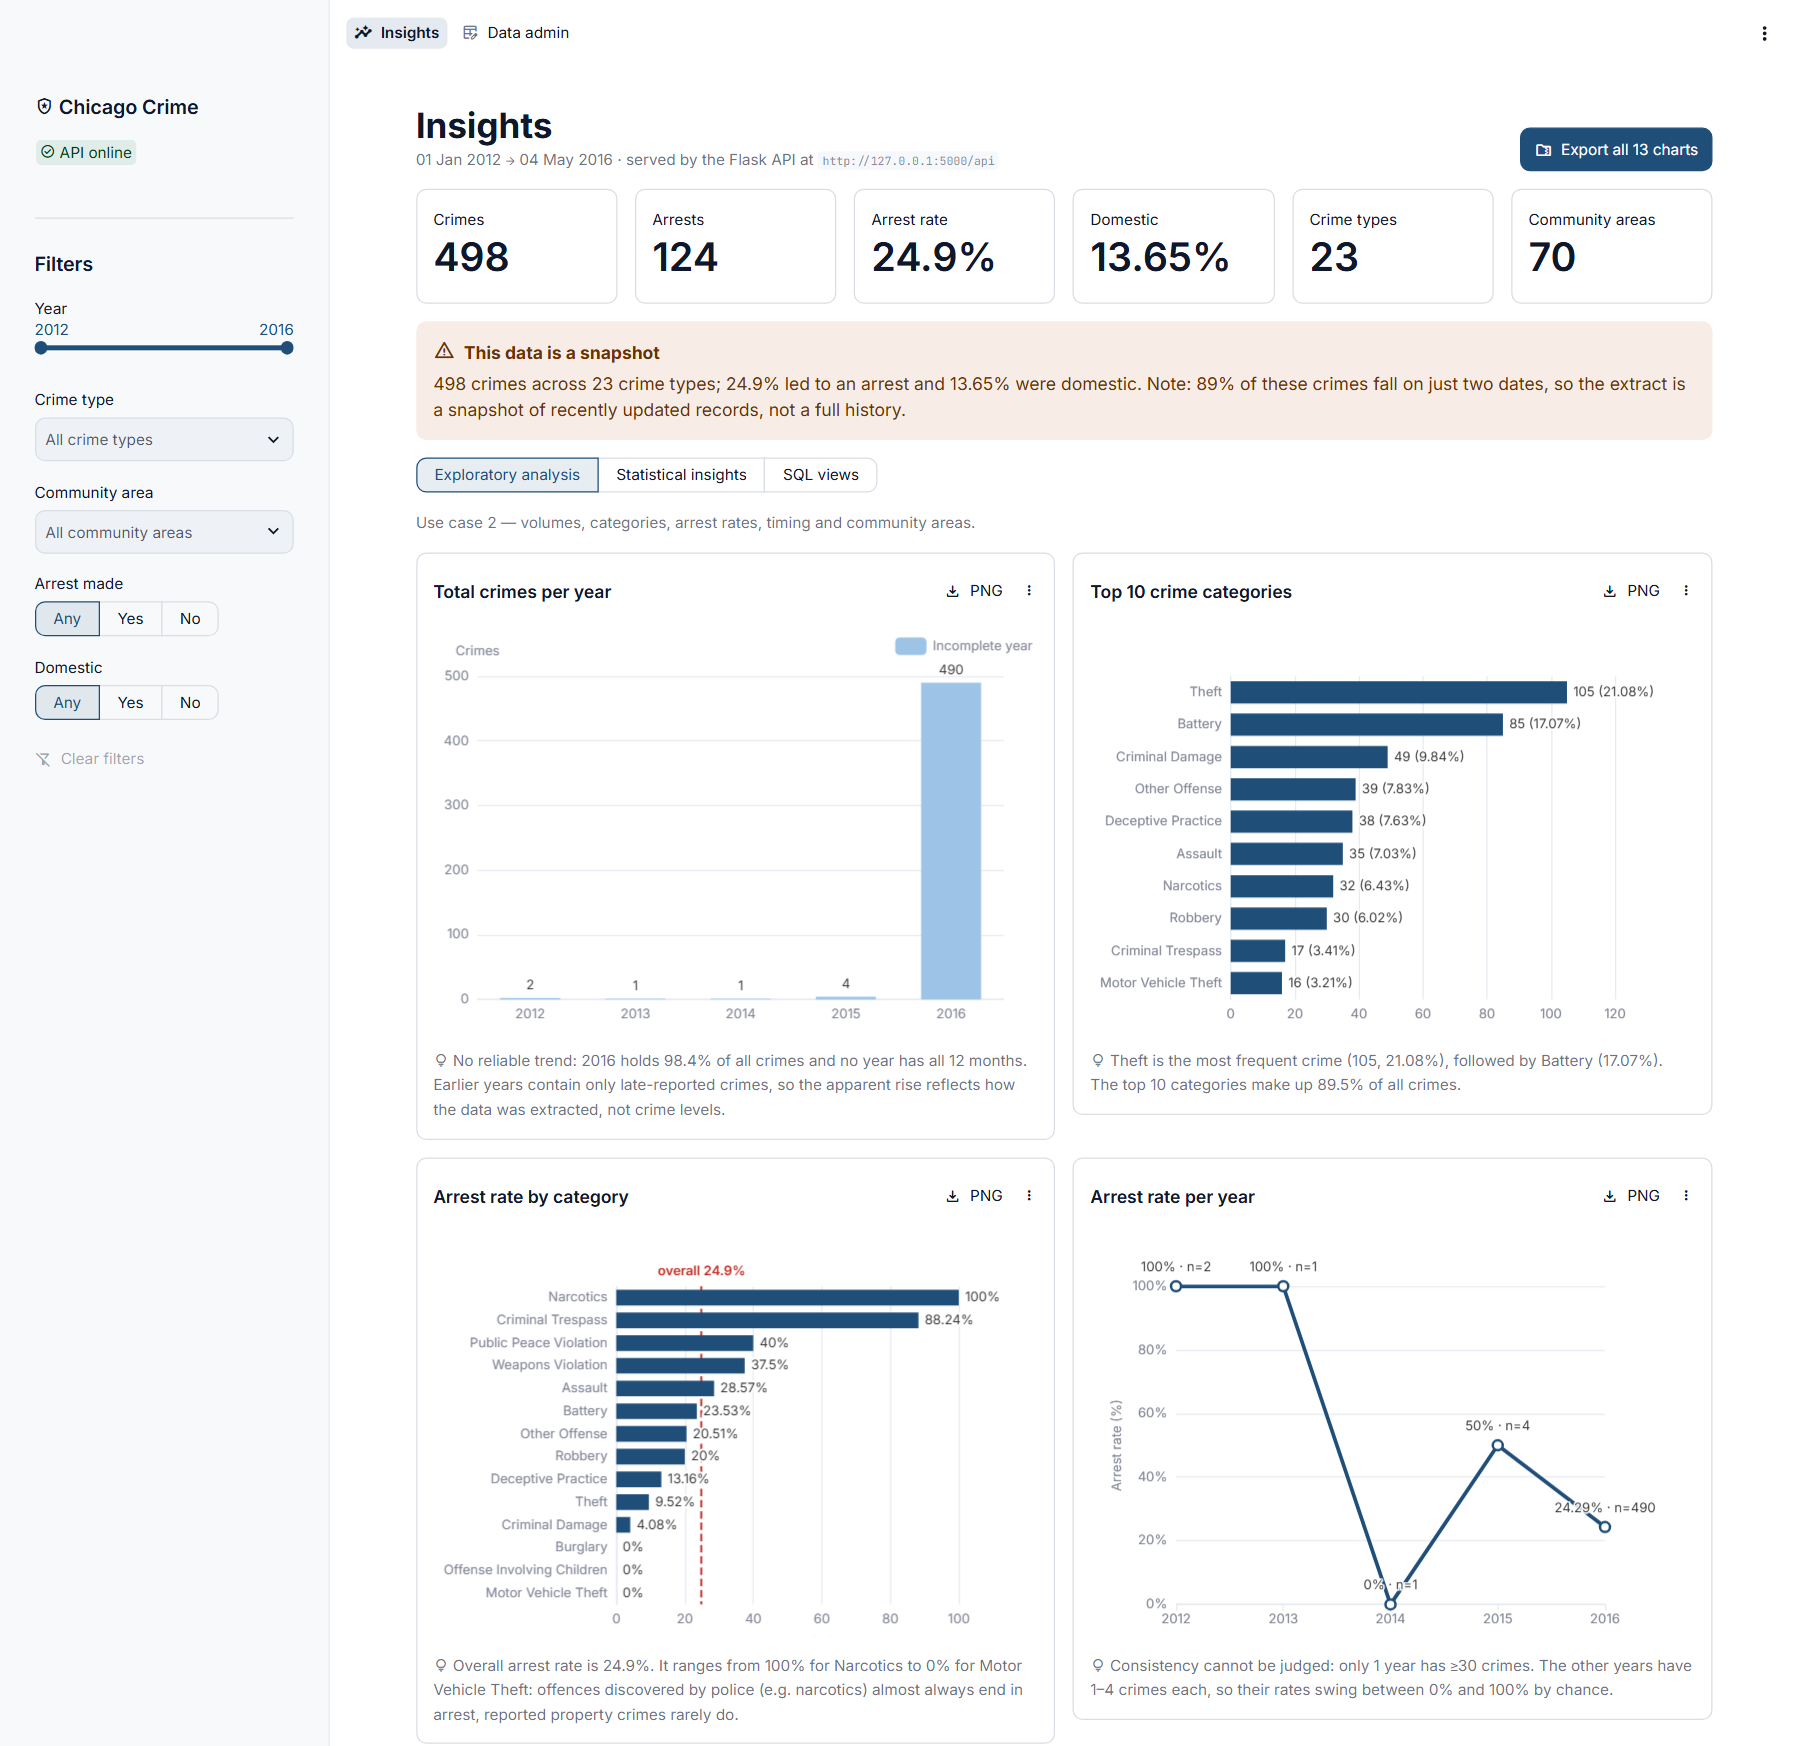 Insights
Data admin
Chicago Crime
API online
Filters
Year
2012 2016
Crime type
All crime types
Community area
All community areas
Arrest made
Any Yes No
Domestic
Any Yes No
Clear filters
Insights
01 Jan 2012 → 04 May 2016 · served by the Flask API at http://127.0.0.1:5000/api
Export all 13 charts
Crimes
498
Arrests
124
Arrest rate
24.9%
Domestic
13.65%
Crime types
23
Community areas
70
This data is a snapshot
498 crimes across 23 crime types; 24.9% led to an arrest and 13.65% were domestic. Note: 89% of these crimes fall on just two dates, so the extract is
a snapshot of recently updated records, not a full history.
Exploratory analysis Statistical insights SQL views
Use case 2 — volumes, categories, arrest rates, timing and community areas.
Total crimes per year
PNG
Crimes
Incomplete year
500
400
300
200
100
0
2
1
1
4
490
2012 2013 2014 2015 2016
No reliable trend: 2016 holds 98.4% of all crimes and no year has all 12 months.
Earlier years contain only late-reported crimes, so the apparent rise reflects how
the data was extracted, not crime levels.
Top 10 crime categories
PNG
Theft 105 (21.08%)
Battery 85 (17.07%)
Criminal Damage 49 (9.84%)
Other Offense 39 (7.83%)
Deceptive Practice 38 (7.63%)
Assault 35 (7.03%)
Narcotics 32 (6.43%)
Robbery 30 (6.02%)
Criminal Trespass 17 (3.41%)
Motor Vehicle Theft 16 (3.21%)
0 20 40 60 80 100 120
Theft is the most frequent crime (105, 21.08%), followed by Battery (17.07%).
The top 10 categories make up 89.5% of all crimes.
Arrest rate by category
PNG
overall 24.9%
Narcotics 100%
Criminal Trespass 88.24%
Public Peace Violation 40%
Weapons Violation 37.5%
Assault 28.57%
Battery 23.53%
Other Offense 20.51%
Robbery 20%
Deceptive Practice 13.16%
Theft 9.52%
Criminal Damage 4.08%
Burglary 0%
Offense Involving Children 0%
Motor Vehicle Theft 0%
0 20 40 60 80 100
Overall arrest rate is 24.9%. It ranges from 100% for Narcotics to 0% for Motor
Vehicle Theft: offences discovered by police (e.g. narcotics) almost always end in
arrest, reported property crimes rarely do.
Arrest rate per year
PNG
Arrest rate (%)
100%
80%
60%
40%
20%
0%
100% · n=2
100% · n=1
0% · n=1
50% · n=4
24.29% · n=490
2012 2013 2014 2015 2016
Consistency cannot be judged: only 1 year has ≥30 crimes. The other years have
1–4 crimes each, so their rates swing between 0% and 100% by chance.